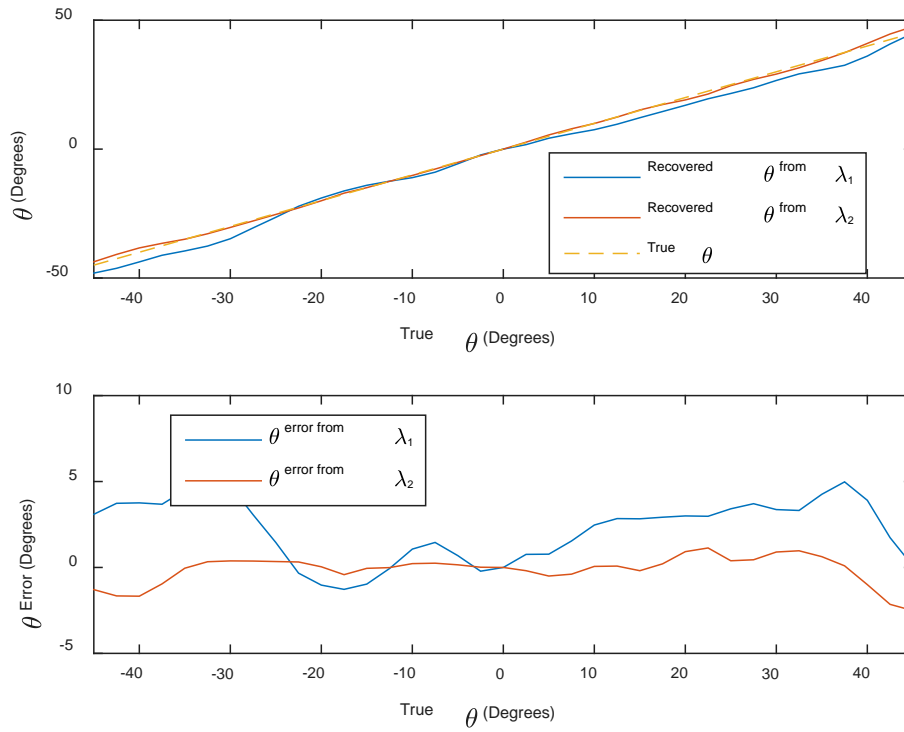 50
0
-50
θ (Degrees)
-40 -30 -20 -10 0 10 20 30 40
True θ (Degrees)
Recovered θ from λ1
Recovered θ from λ2
True θ
10
5
0
-5
θ Error (Degrees)
θ error from λ1
θ error from λ2
-40 -30 -20 -10 0 10 20 30 40
True θ (Degrees)